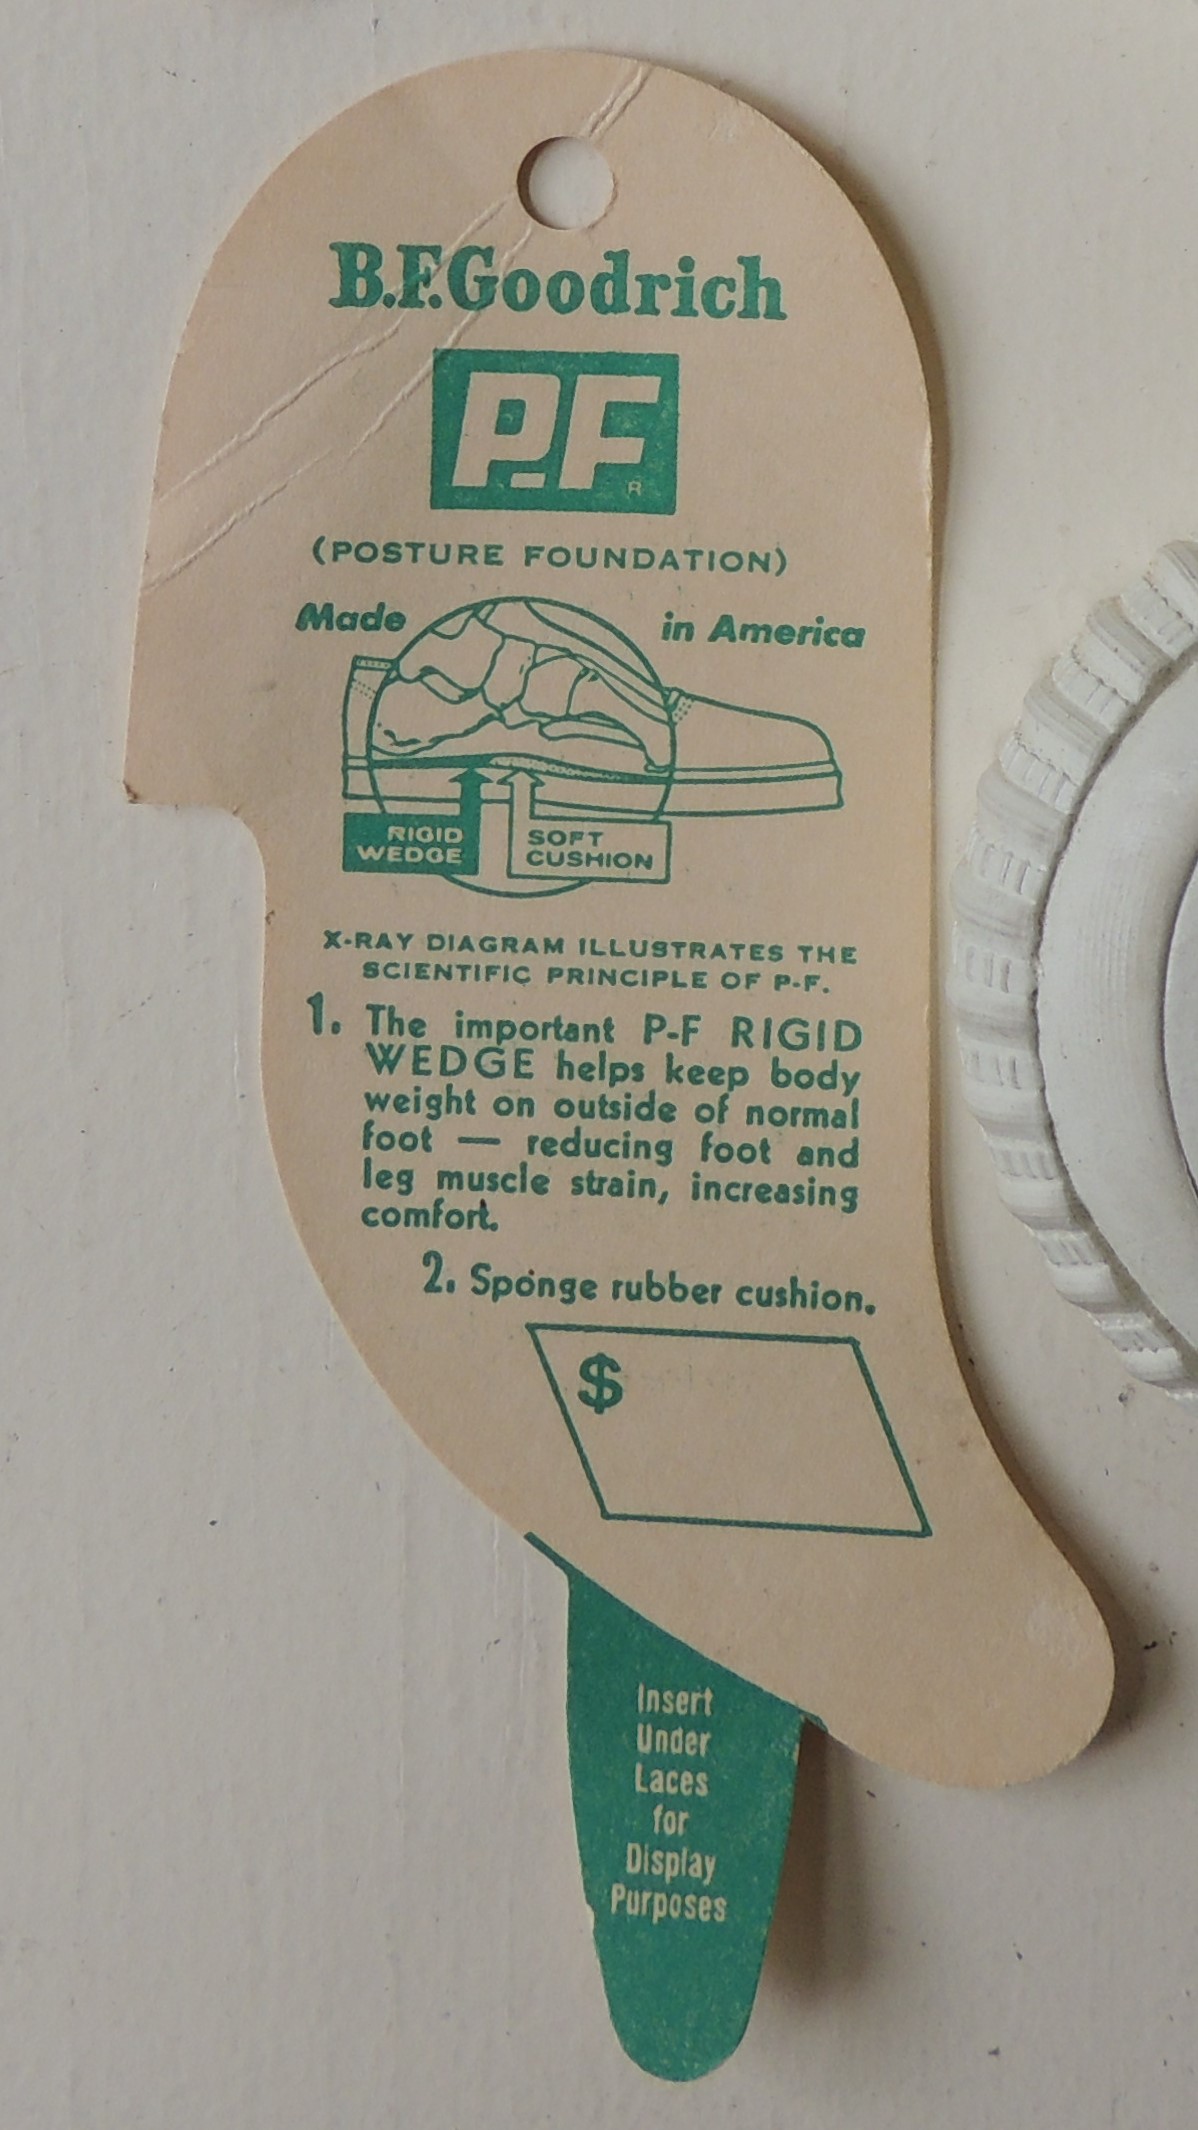 B.F.Goodrich
P-F
R
(POSTURE FOUNDATION)
Made in America
RIGID
WEDGE
SOFT
CUSHION
X-RAY DIAGRAM ILLUSTRATES THE
SCIENTIFIC PRINCIPLE OF P-F.
1. The important P-F RIGID
WEDGE helps keep body
weight on outside of normal
foot — reducing foot and
leg muscle strain, increasing
comfort.
2. Sponge rubber cushion.
$
Insert
Under
Laces
for
Display
Purposes